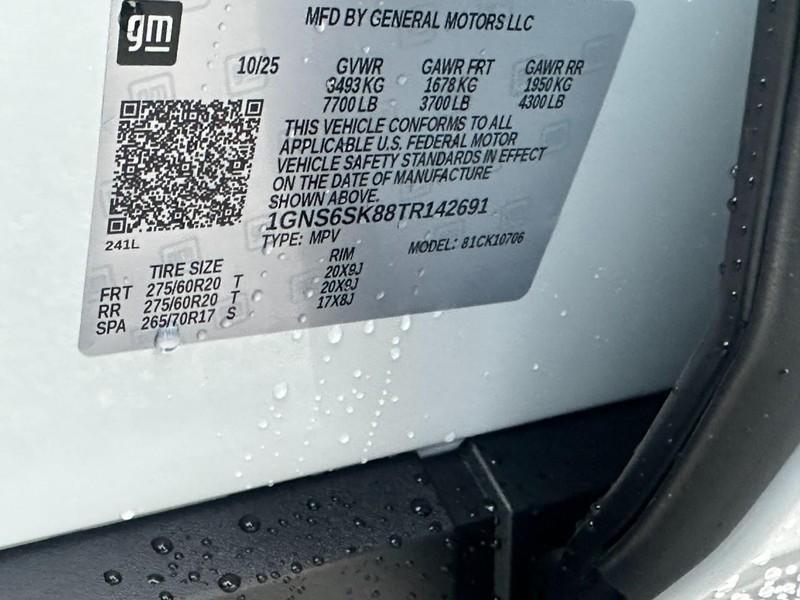 gm
MFD BY GENERAL MOTORS LLC
10/25 GVWR GAWR FRT GAWR RR
3493 KG 1678 KG 1950 KG
7700 LB 3700 LB 4300 LB
THIS VEHICLE CONFORMS TO ALL
APPLICABLE U.S. FEDERAL MOTOR
VEHICLE SAFETY STANDARDS IN EFFECT
ON THE DATE OF MANUFACTURE
SHOWN ABOVE.
1GNS6SK88TR142691
241L
TYPE: MPV MODEL: 81CK10706
TIRE SIZE RIM
FRT 275/60R20 T 20X9J
RR 275/60R20 T 20X9J
SPA 265/70R17 S 17X8J